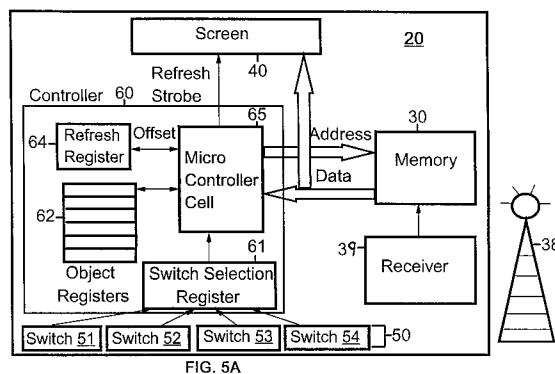 Screen
20
Refresh
40
Controller 60 Strobe
65
30
64
Refresh
Register
Offset
Micro
Controller
Cell
Address
Data
Memory
62
Object
Registers
61
Switch Selection
Register
39
Receiver
38
Switch 51
Switch 52
Switch 53
Switch 54
50
FIG. 5A